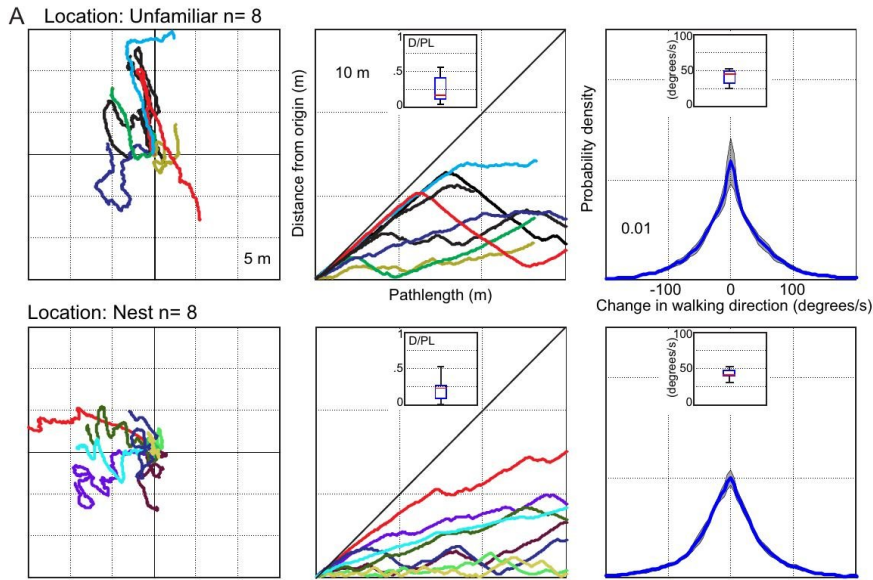 A
Location: Unfamiliar n= 8
5 m
Distance from origin (m)
10 m
D/PL
1
.5
0
Pathlength (m)
Probability density
(degrees/s)
100
50
0
0.01
-100 0 100
Change in walking direction (degrees/s)
Location: Nest n= 8
D/PL
1
.5
0
(degrees/s)
100
50
0